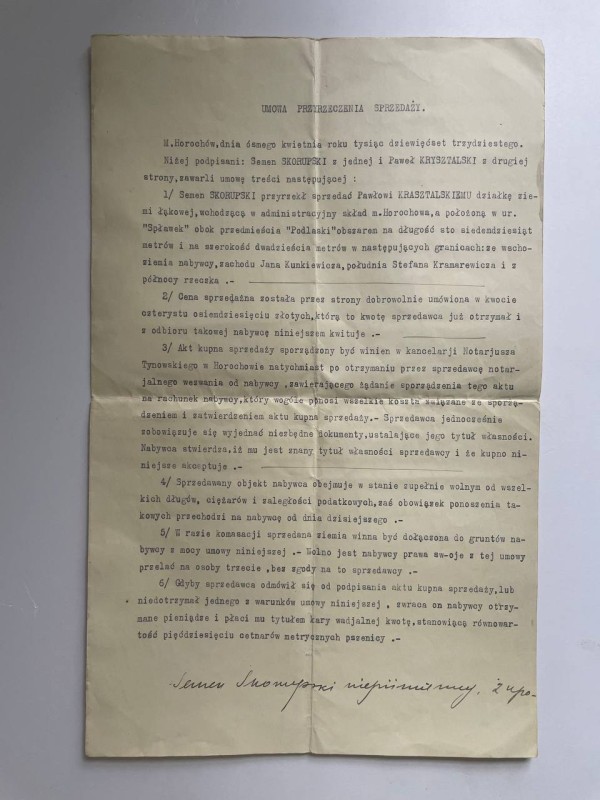 UMOWA PRZYRZECZENIA SPRZEDAŻY.
M.Horochów,dnia ósmego kwietnia roku tysiąc dziewięćset trzydziestego.
Niżej podpisani: Semen SKORUPSKI z jednej i Paweł KRYSZTALSKI z drugiej
strony,zawarli umowę treści następującej :
1/ Semen SKORUPSKI przyrzekł sprzedać Pawłowi KRASZTALSKIEMU działkę zie-
mi łąkowej,wchodzącą w administracyjny skład m.Horochowa,a położoną w ur.
"Spławek" obok przedmieścia "Podlaski"obszaren na długość sto siedemdziesiąt
metrów i na szerokość dwadzieścia metrów w następujących granicach:ze wscho-
zienia nabywcy,zachodu Jana Kunkiewicza,południa Stefana Kramarewicza i z
północy rzeczka .-
2/ Cena sprzedażna została przez strony dobrowolnie umówiona w kwocie
czterystu osiemdziesięciu złotych,którą to kwotę sprzedawca już otrzymał i
z odbioru takowej nabywcę niniejszem kwituje .-
3/ Akt kupna sprzedaży sporządzony być winien w kancelarji Notarjusza
Tynowskiego w Horochowie natychmiast po otrzymaniu przez sprzedawcę notar-
jalnego wezwania od nabywcy ,zawierającego żądanie sporządzenia tego aktu
na rachunek nabywcy,który wogóle ponosi wszelkie koszta związane ze sporzą-
dzeniem i zatwierdzeniem aktu kupna sprzedaży.- Sprzedawca jednocześnie
zobowiązuje się wyjednać niezbędne dokumenty,ustalające jego tytuł własności.
Nabywca stwierdza,iż mu jest znany tytuł własności sprzedawcy i że kupno ni-
niejsze akceptuje .-
4/ Sprzedawany objekt nabywca obejmuje w stanie zupełnie wolnym od wszel-
kich długów, ciężarów i zaległości podatkowych,zaś obowiązek ponoszenia ta-
kowych przechodzi na nabywcę od dnia dzisiejszego .-
5/ W razie komasacji sprzedana ziemia winna być dołączona do gruntów na-
bywcy z mocy umowy niniejszej .- Wolno jest nabywcy prawa sw-oje z tej umowy
przelać na osoby trzecie ,bez zgody na to sprzedawcy .-
6/ Gdyby sprzedawca odmówił się od podpisania aktu kupna sprzedaży,lub
niedotrzymał jednego z warunków umowy niniejszej , zwraca on nabywcy otrzy-
mane pieniądze i płaci mu tytułem kary wadjalnej kwotę,stanowiącą równowar-
tość pięćdziesięciu cetnarów metrycznych pszenicy .-
Semen Skorupski niepiśmienny, z upo-